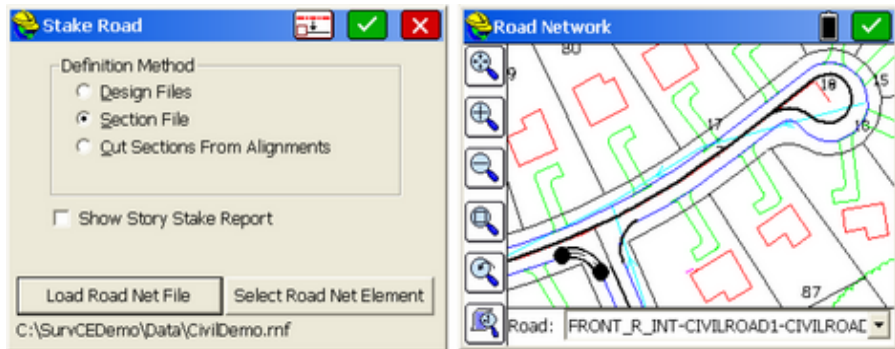 Stake Road
Definition Method
Design Files
Section File
Cut Sections From Alignments
Show Story Stake Report
Load Road Net File
Select Road Net Element
C:\SurvCEDemo\Data\CivilDemo.rnf
Road Network
9
80
15
18
17
87
Road:
FRONT_R_INT-CIVILROAD1-CIVILROAD